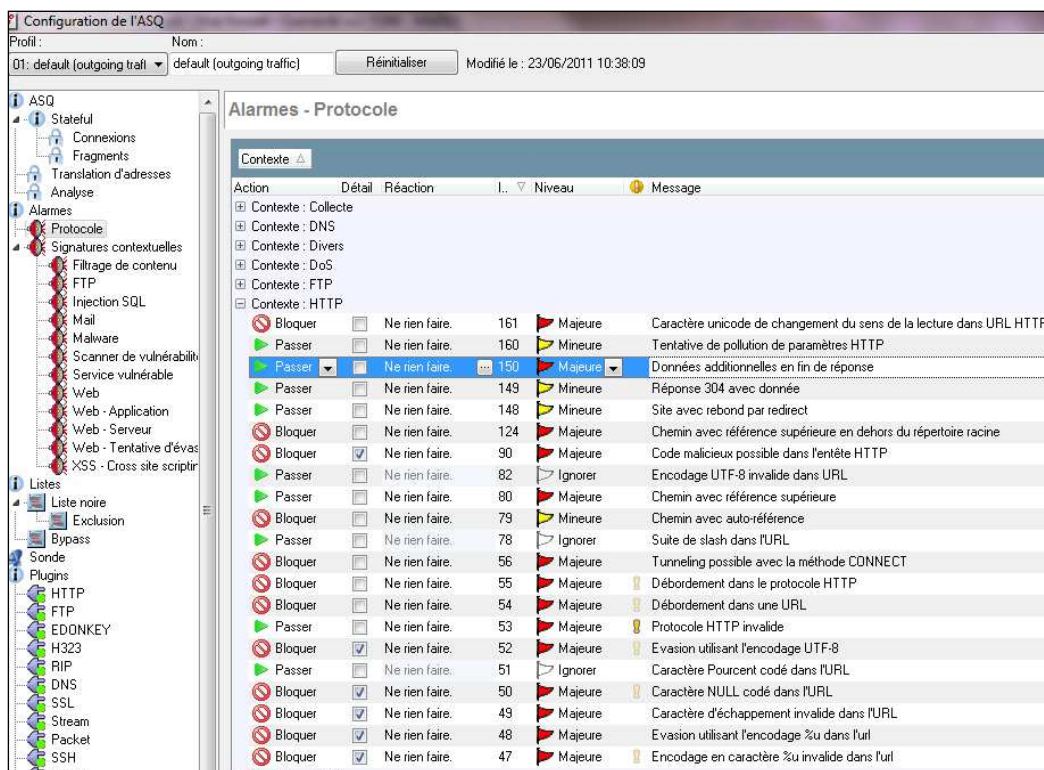 Configuration de l'ASQ
Profil :
Nom :
01: default (outgoing trafl
default (outgoing traffic)
Réinitialiser
Modifié le : 23/06/2011 10:38:09
ASQ
Stateful
Connexions
Fragments
Translation d'adresses
Analyse
Alarmes
Protocole
Signatures contextuelles
Filtrage de contenu
FTP
Injection SQL
Mail
Malware
Scanner de vulnérabilit
Service vulnérable
Web
Web - Application
Web - Serveur
Web - Tentative d'évas
XSS - Cross site scriptir
Listes
Liste noire
Exclusion
Bypass
Sonde
Plugins
HTTP
FTP
EDONKEY
H323
RIP
DNS
SSL
Stream
Packet
SSH
Alarmes - Protocole
Contexte
Action Détail Réaction I.. Niveau Message
Contexte : Collecte
Contexte : DNS
Contexte : Divers
Contexte : DoS
Contexte : FTP
Contexte : HTTP
Bloquer Ne rien faire. 161 Majeure Caractère unicode de changement du sens de la lecture dans URL HTTF
Passer Ne rien faire. 160 Mineure Tentative de pollution de paramètres HTTP
Passer Ne rien faire. ... 150 Majeure Données additionnelles en fin de réponse
Passer Ne rien faire. 149 Mineure Réponse 304 avec donnée
Passer Ne rien faire. 148 Mineure Site avec rebond par redirect
Bloquer Ne rien faire. 124 Majeure Chemin avec référence supérieure en dehors du répertoire racine
Bloquer Ne rien faire. 90 Majeure Code malicieux possible dans l'entête HTTP
Passer Ne rien faire. 82 Ignorer Encodage UTF-8 invalide dans URL
Passer Ne rien faire. 80 Majeure Chemin avec référence supérieure
Bloquer Ne rien faire. 79 Mineure Chemin avec auto-référence
Passer Ne rien faire. 78 Ignorer Suite de slash dans l'URL
Bloquer Ne rien faire. 56 Majeure Tunneling possible avec la méthode CONNECT
Bloquer Ne rien faire. 55 Majeure Débordement dans le protocole HTTP
Bloquer Ne rien faire. 54 Majeure Débordement dans une URL
Passer Ne rien faire. 53 Majeure Protocole HTTP invalide
Bloquer Ne rien faire. 52 Majeure Evasion utilisant l'encodage UTF-8
Passer Ne rien faire. 51 Ignorer Caractère Pourcent codé dans l'URL
Bloquer Ne rien faire. 50 Majeure Caractère NULL codé dans l'URL
Bloquer Ne rien faire. 49 Majeure Caractère d'échappement invalide dans l'URL
Bloquer Ne rien faire. 48 Majeure Evasion utilisant l'encodage %u dans l'url
Bloquer Ne rien faire. 47 Majeure Encodage en caractère %u invalide dans l'url